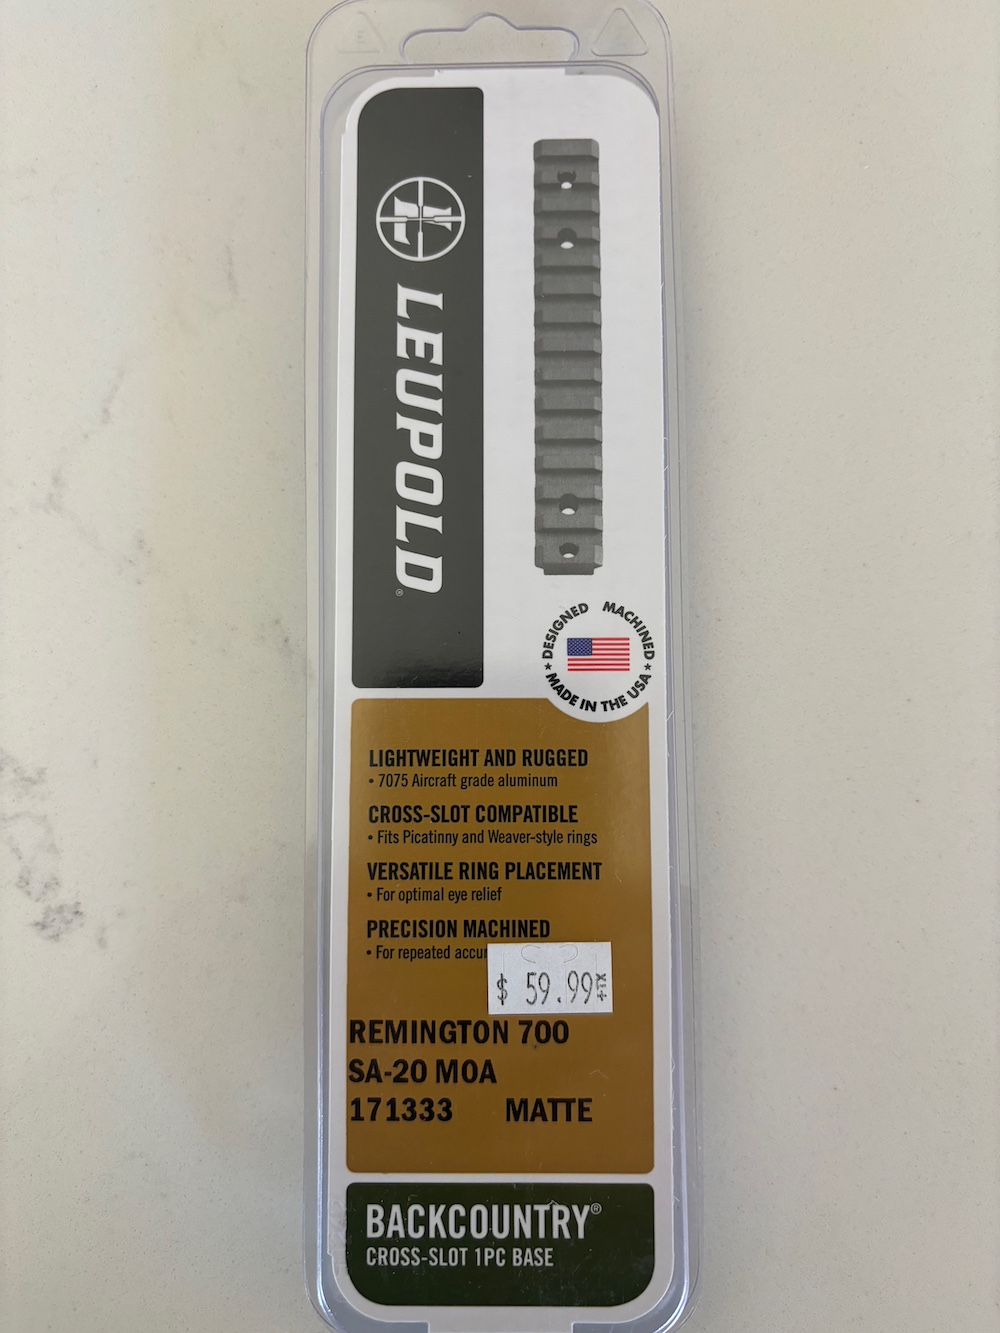 LEUPOLD®
DESIGNED MACHINED
★ MADE IN THE USA ★
LIGHTWEIGHT AND RUGGED
• 7075 Aircraft grade aluminum
CROSS-SLOT COMPATIBLE
• Fits Picatinny and Weaver-style rings
VERSATILE RING PLACEMENT
• For optimal eye relief
PRECISION MACHINED
• For repeated
$ 59.99
REMINGTON 700
SA-20 MOA
171333 MATTE
BACKCOUNTRY®
CROSS-SLOT 1PC BASE